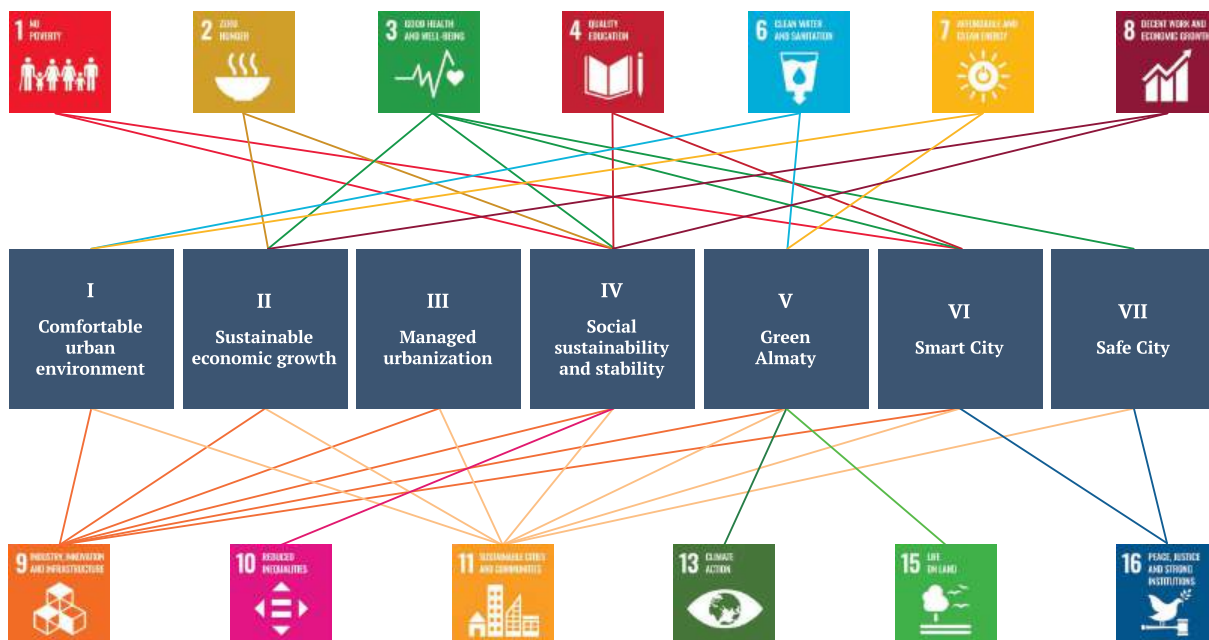 1 NO
POVERTY
2 ZERO
HUNGER
3 GOOD HEALTH
AND WELL-BEING
4 QUALITY
EDUCATION
6 CLEAN WATER
AND SANITATION
7 AFFORDABLE AND
CLEAN ENERGY
8 DECENT WORK AND
ECONOMIC GROWTH
I
Comfortable
urban
environment
II
Sustainable
economic growth
III
Managed
urbanization
IV
Social
sustainability
and stability
V
Green
Almaty
VI
Smart City
VII
Safe City
9 INDUSTRY, INNOVATION
AND INFRASTRUCTURE
10 REDUCED
INEQUALITIES
11 SUSTAINABLE CITIES
AND COMMUNITIES
13 CLIMATE
ACTION
15 LIFE
ON LAND
16 PEACE, JUSTICE
AND STRONG
INSTITUTIONS